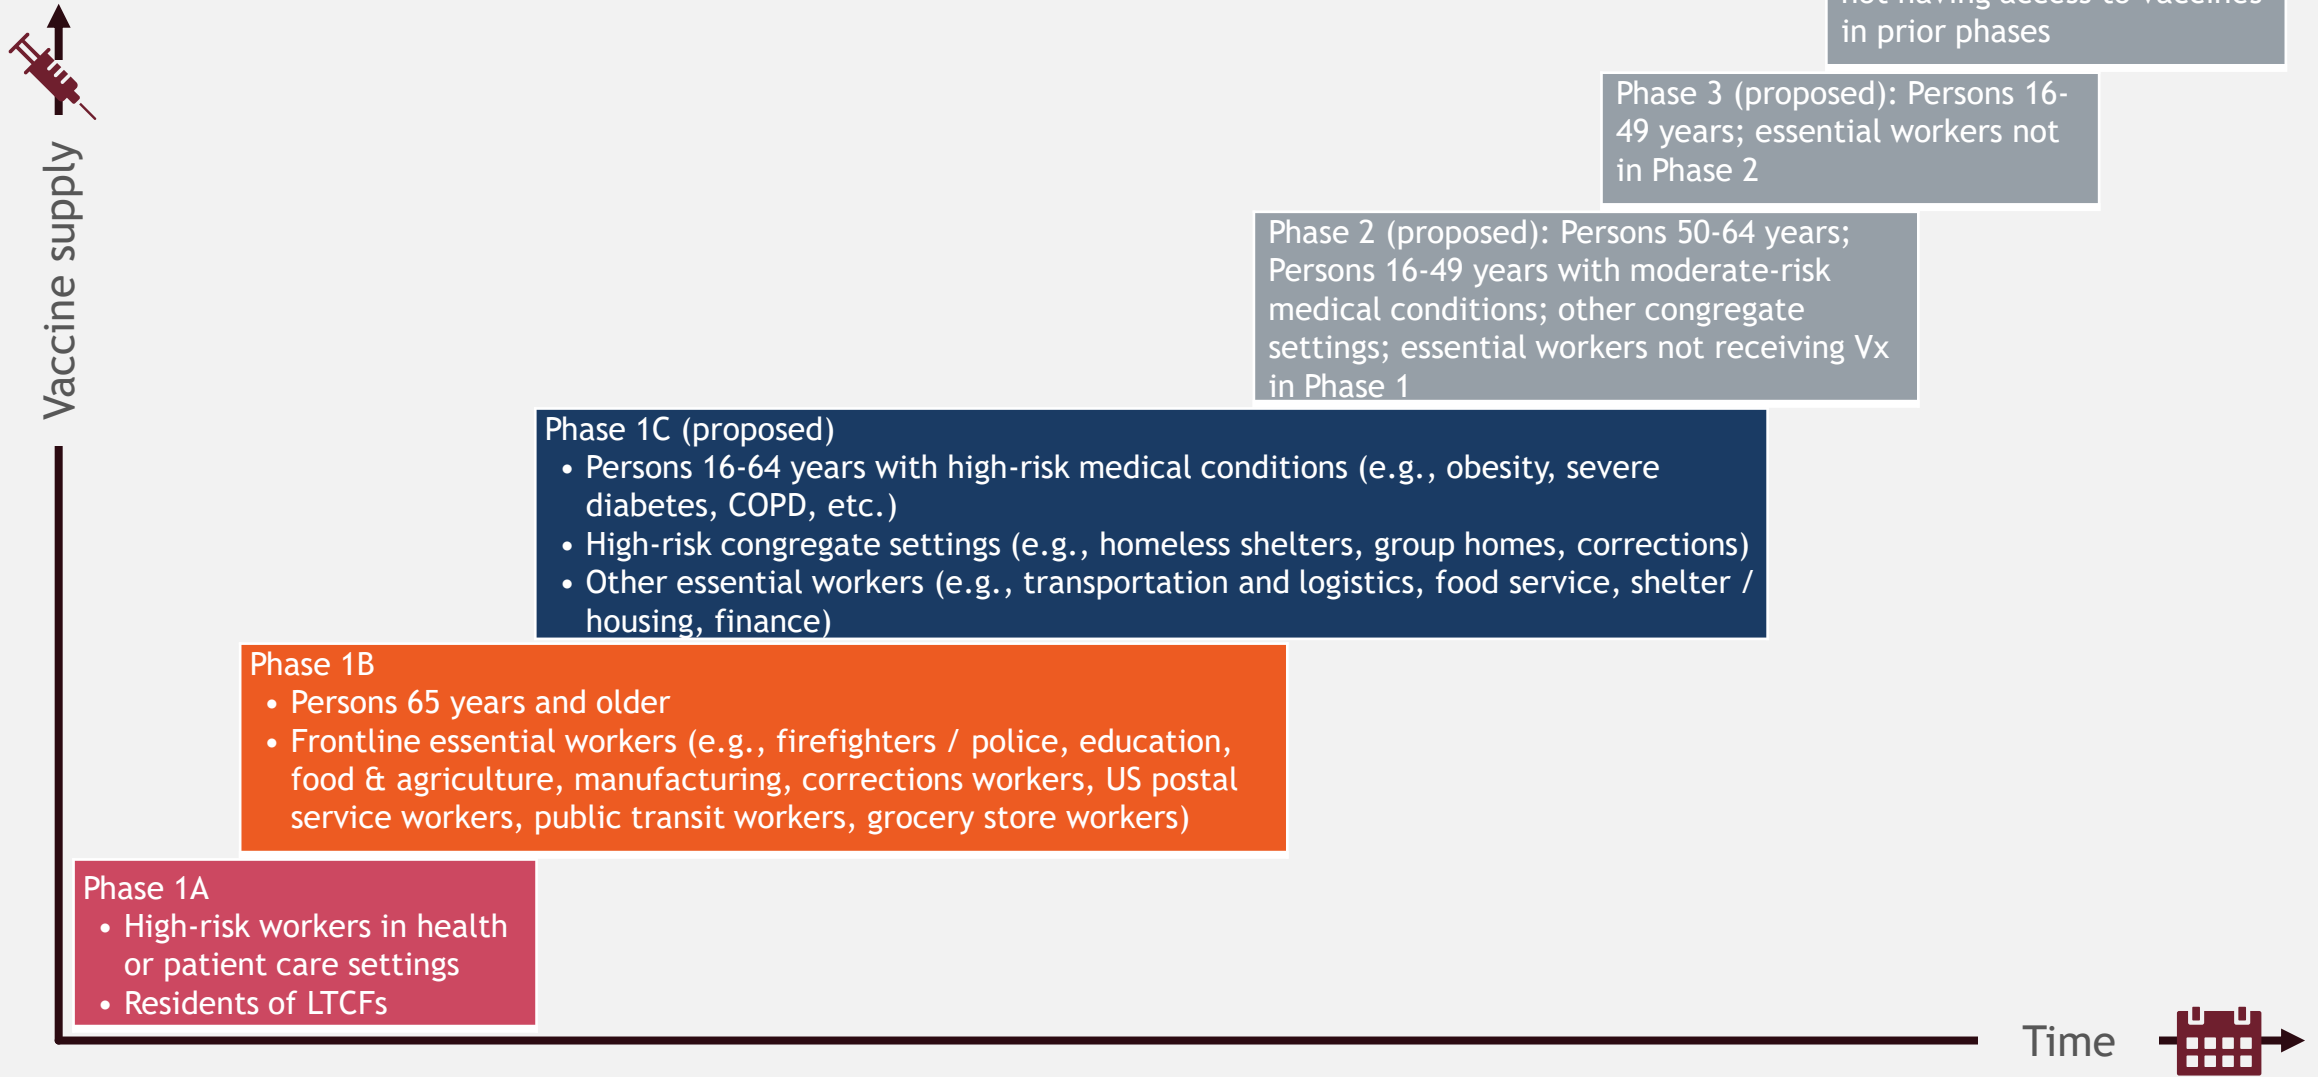 not having access to vaccines
in prior phases
Phase 3 (proposed): Persons 16-
49 years; essential workers not
in Phase 2
Phase 2 (proposed): Persons 50-64 years;
Persons 16-49 years with moderate-risk
medical conditions; other congregate
settings; essential workers not receiving Vx
in Phase 1
Vaccine supply
Phase 1C (proposed)
• Persons 16-64 years with high-risk medical conditions (e.g., obesity, severe
diabetes, COPD, etc.)
• High-risk congregate settings (e.g., homeless shelters, group homes, corrections)
• Other essential workers (e.g., transportation and logistics, food service, shelter /
housing, finance)
Phase 1B
• Persons 65 years and older
• Frontline essential workers (e.g., firefighters / police, education,
food & agriculture, manufacturing, corrections workers, US postal
service workers, public transit workers, grocery store workers)
Phase 1A
• High-risk workers in health
or patient care settings
• Residents of LTCFs
Time